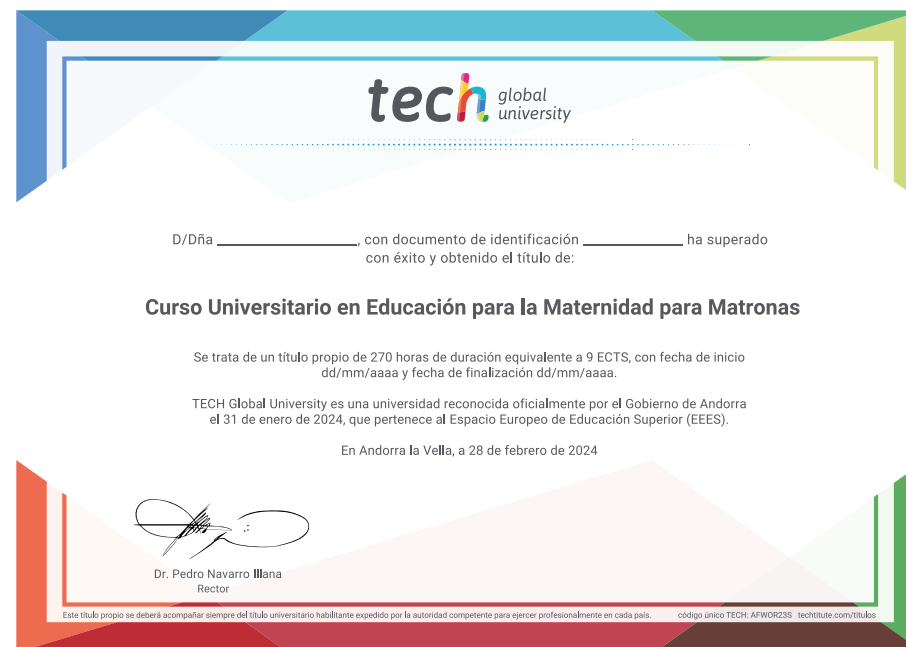 tech global university
D/Dña ____________________, con documento de identificación ______________ ha superado
con éxito y obtenido el título de:
Curso Universitario en Educación para la Maternidad para Matronas
Se trata de un título propio de 270 horas de duración equivalente a 9 ECTS, con fecha de inicio
dd/mm/aaaa y fecha de finalización dd/mm/aaaa.
TECH Global University es una universidad reconocida oficialmente por el Gobierno de Andorra
el 31 de enero de 2024, que pertenece al Espacio Europeo de Educación Superior (EEES).
En Andorra la Vella, a 28 de febrero de 2024
Dr. Pedro Navarro Illana
Rector
Este título propio se deberá acompañar siempre del título universitario habilitante expedido por la autoridad competente para ejercer profesionalmente en cada país. código único TECH: AFWOR23S techtitute.com/titulos